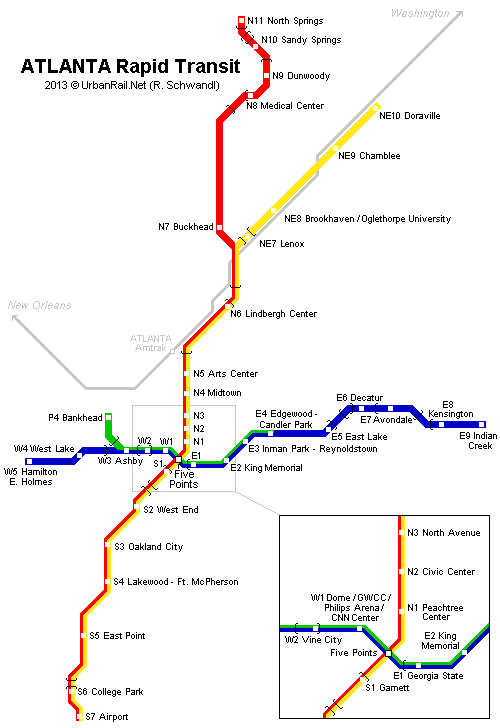 Washington
N11 North Springs
N10 Sandy Springs
ATLANTA Rapid Transit
2013 © UrbanRail.Net (R. Schwandl)
N9 Dunwoody
N8 Medical Center
NE10 Doraville
NE9 Chamblee
NE8 Brookhaven / Oglethorpe University
N7 Buckhead
NE7 Lenox
New Orleans
N6 Lindbergh Center
ATLANTA
Amtrak
N5 Arts Center
N4 Midtown
P4 Bankhead
N3
N2
N1
E6 Decatur
E7 Avondale
E8
Kensington
E4 Edgewood -
Candler Park
E5 East Lake
E9 Indian
Creek
W4 West Lake
W3 Ashby
W2
W1
S1
E1
E3 Inman Park - Reynoldstown
E2 King Memorial
W5 Hamilton
E. Holmes
Five
Points
S2 West End
S3 Oakland City
S4 Lakewood - Ft. McPherson
S5 East Point
S6 College Park
S7 Airport
N3 North Avenue
N2 Civic Center
W1 Dome / GWCC /
Philips Arena /
CNN Center
N1 Peachtree
Center
W2 Vine City
E2 King
Memorial
Five Points
E1 Georgia State
S1 Garnett